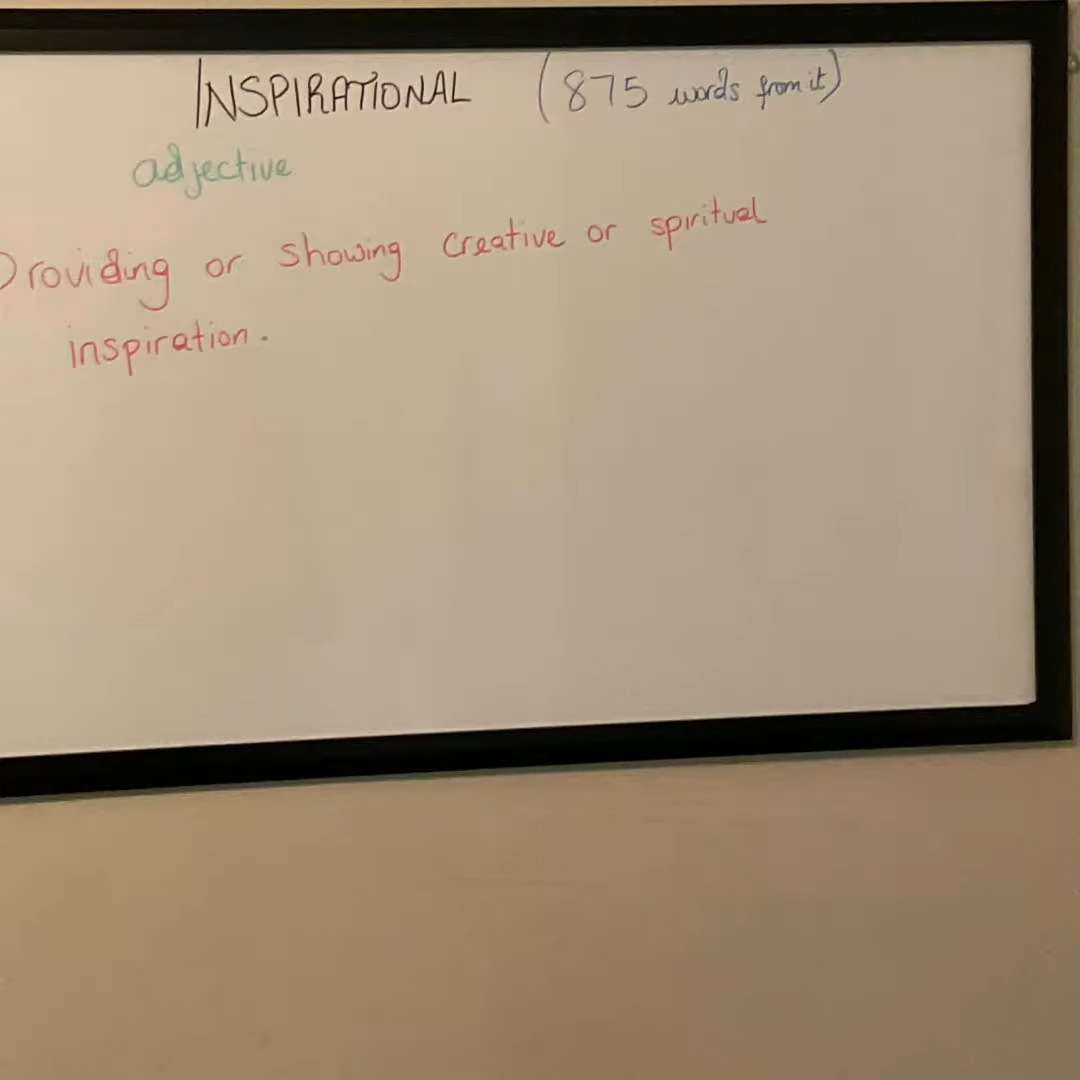 INSPIRATIONAL (875 words from it)
adjective
Providing or showing creative or spiritual
inspiration.